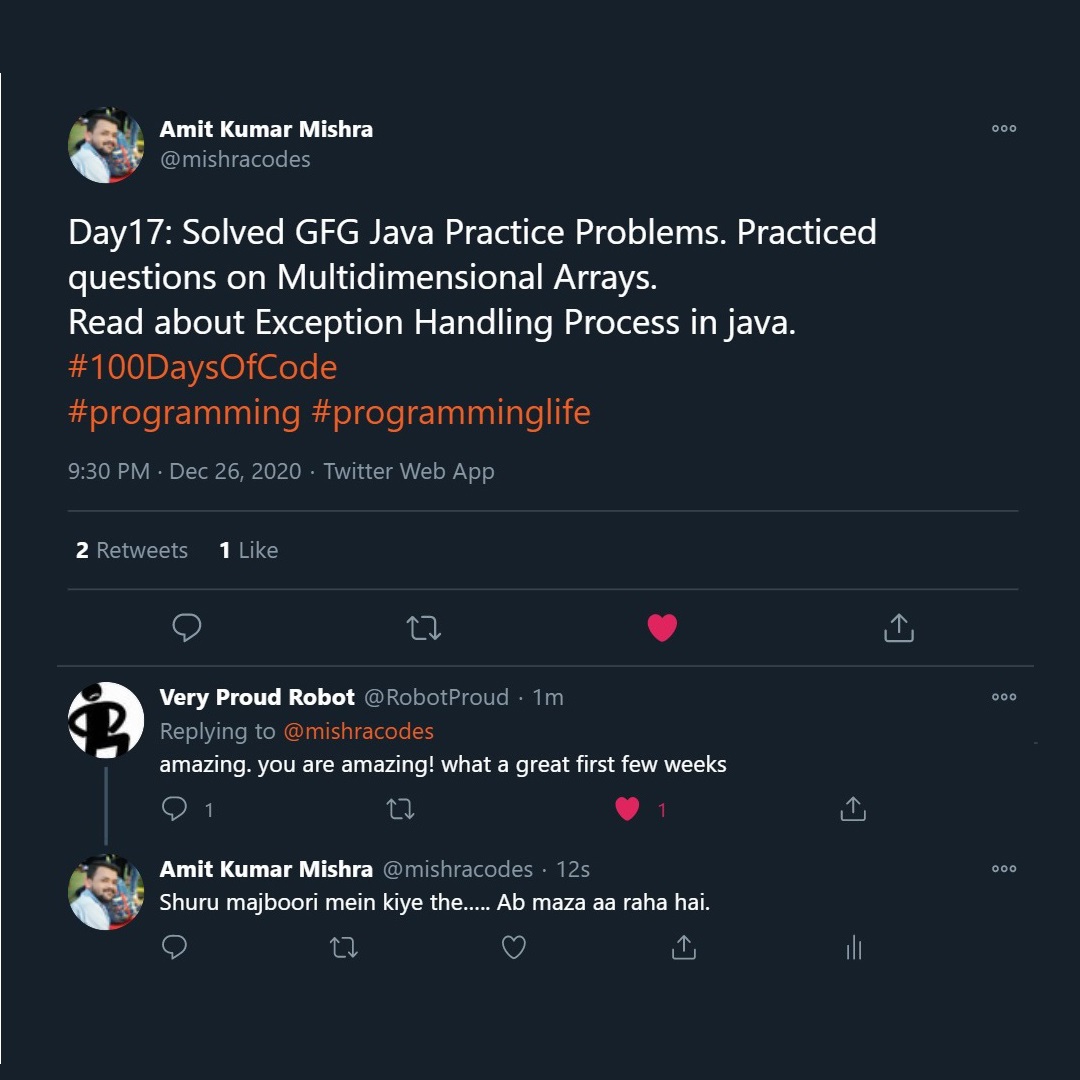 Amit Kumar Mishra
@mishracodes
Day17: Solved GFG Java Practice Problems. Practiced
questions on Multidimensional Arrays.
Read about Exception Handling Process in java.
#100DaysOfCode
#programming #programminglife
9:30 PM · Dec 26, 2020 · Twitter Web App
2 Retweets 1 Like
Very Proud Robot @RobotProud · 1m
Replying to @mishracodes
amazing. you are amazing! what a great first few weeks
1 1
Amit Kumar Mishra @mishracodes · 12s
Shuru majboori mein kiye the..... Ab maza aa raha hai.